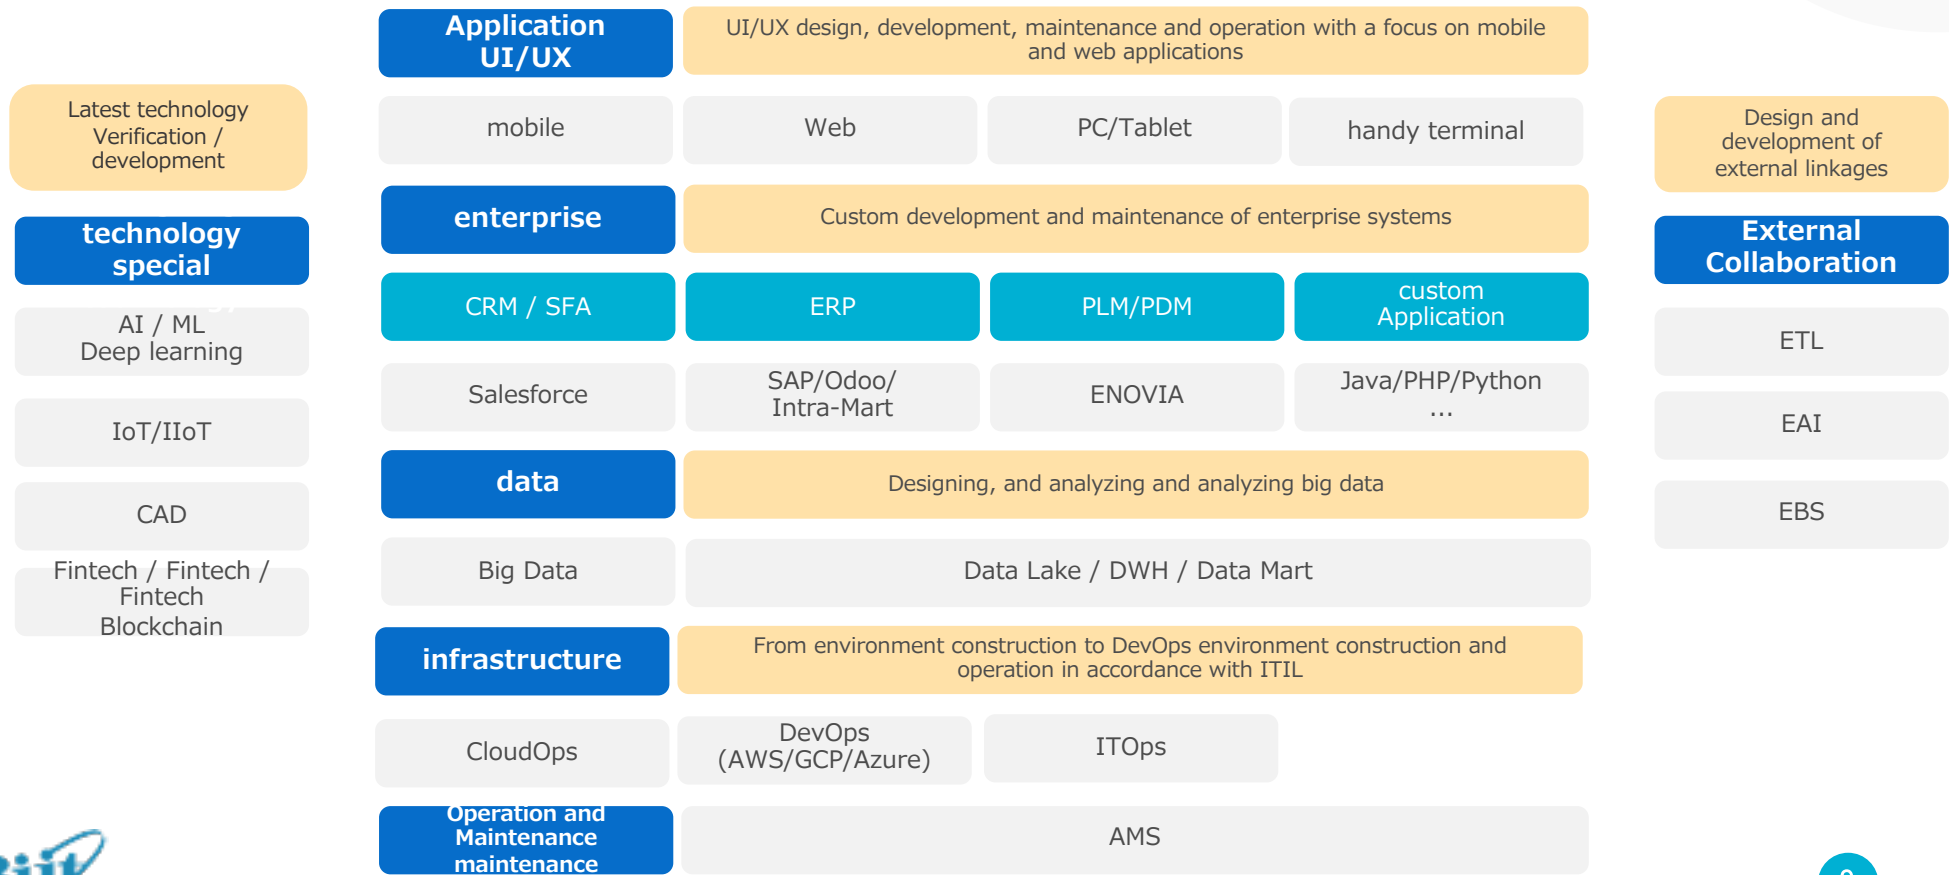 Application
UI/UX
UI/UX design, development, maintenance and operation with a focus on mobile
and web applications
Latest technology
Verification /
development
mobile
Web
PC/Tablet
handy terminal
Design and
development of
external linkages
technology
special
enterprise
Custom development and maintenance of enterprise systems
External
Collaboration
AI / ML
Deep learning
CRM / SFA
ERP
PLM/PDM
custom
Application
ETL
IoT/IIoT
Salesforce
SAP/Odoo/
Intra-Mart
ENOVIA
Java/PHP/Python
...
EAI
CAD
data
Designing, and analyzing and analyzing big data
EBS
Fintech / Fintech /
Fintech
Blockchain
Big Data
Data Lake / DWH / Data Mart
infrastructure
From environment construction to DevOps environment construction and
operation in accordance with ITIL
CloudOps
DevOps
(AWS/GCP/Azure)
ITOps
Operation and
Maintenance
maintenance
AMS